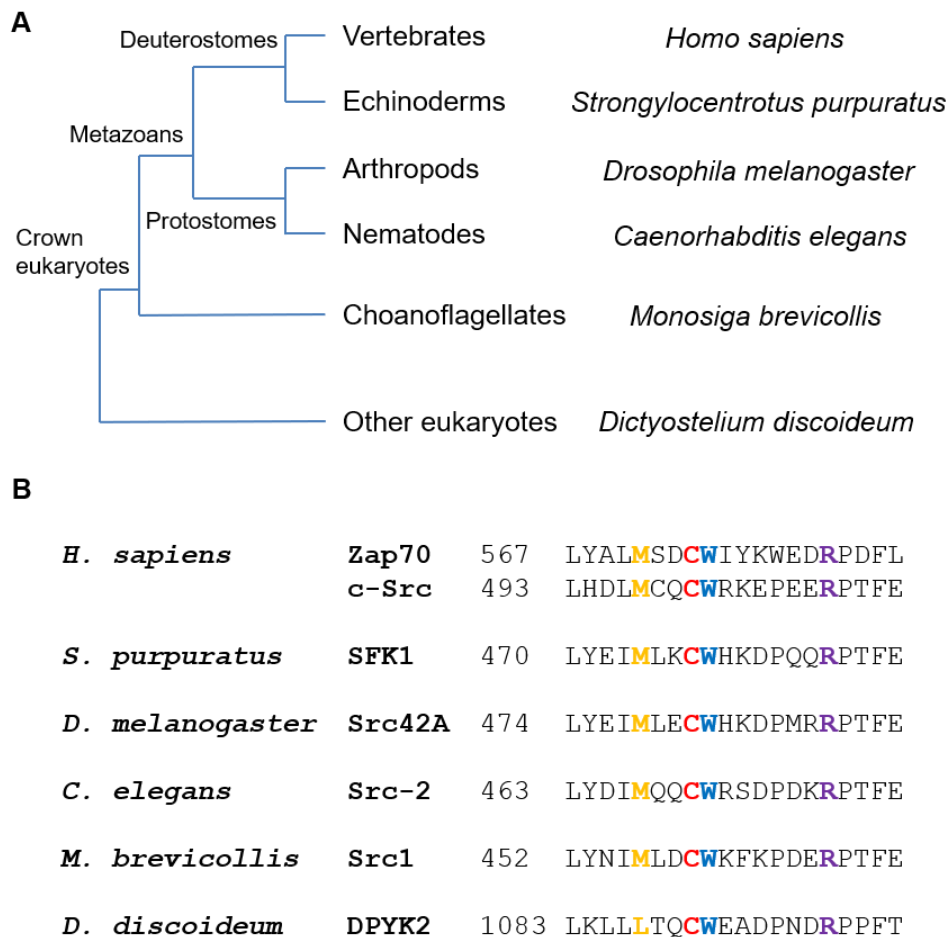 A
Deuterostomes
Vertebrates Homo sapiens
Echinoderms Strongylocentrotus purpuratus
Metazoans
Arthropods Drosophila melanogaster
Protostomes
Nematodes Caenorhabditis elegans
Crown
eukaryotes
Choanoflagellates Monosiga brevicollis
Other eukaryotes Dictyostelium discoideum
B
H. sapiens Zap70 567 LYALMSDCWIYKWEDRPDFL
c-Src 493 LHDLMCQCWRKEPEERPTFE
S. purpuratus SFK1 470 LYEIMLKCWHKDPQQRPTFE
D. melanogaster Src42A 474 LYEIMLECWHKDPMRRPTFE
C. elegans Src-2 463 LYDIMQQCWRSDPDKRPTFE
M. brevicollis Src1 452 LYNIMLDCWKFKPDERPTFE
D. discoideum DPYK2 1083 LKLLLTQCWEADPNDRPPFT